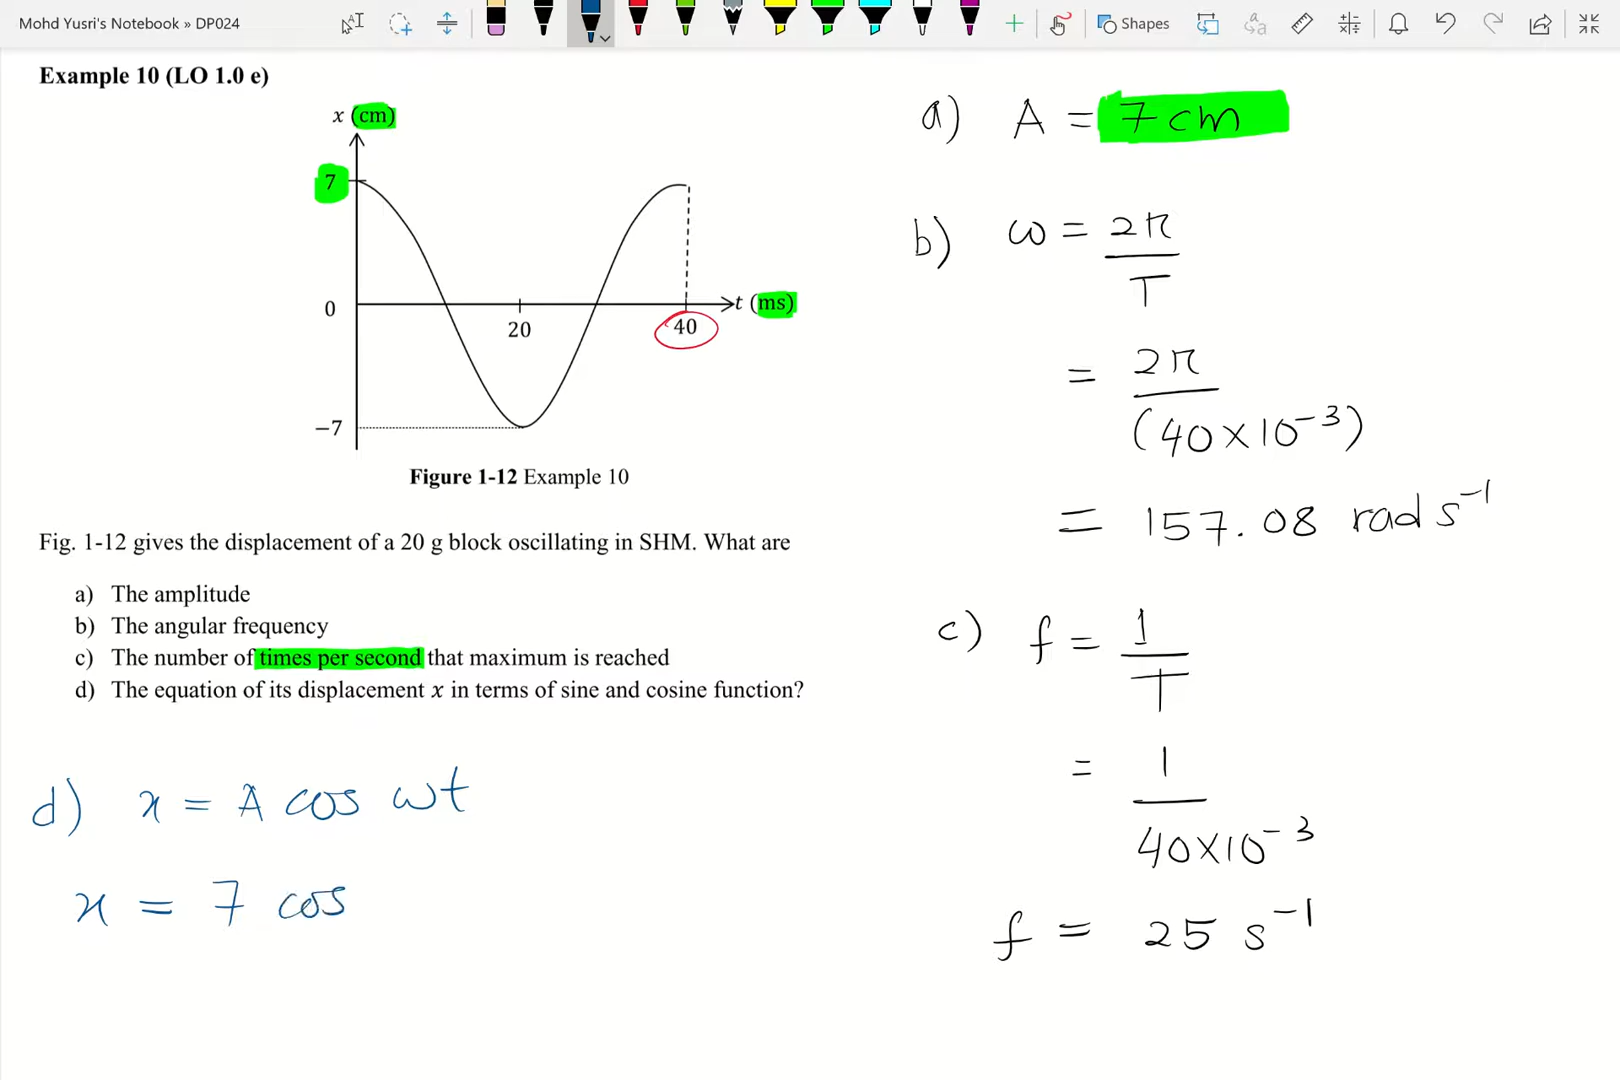 Mohd Yusri's Notebook » DP024
Shapes
Example 10 (LO 1.0 e)
x (cm)
7
0
20
40
t (ms)
−7
Figure 1-12 Example 10
Fig. 1-12 gives the displacement of a 20 g block oscillating in SHM. What are
a) The amplitude
b) The angular frequency
c) The number of times per second that maximum is reached
d) The equation of its displacement x in terms of sine and cosine function?
d) x = A cos ωt
x = 7 cos
a) A = 7 cm
b) ω = 2π
T
= 2π
(40×10⁻³)
= 157.08 rad s⁻¹
c) f = 1
T
= 1
40×10⁻³
f = 25 s⁻¹